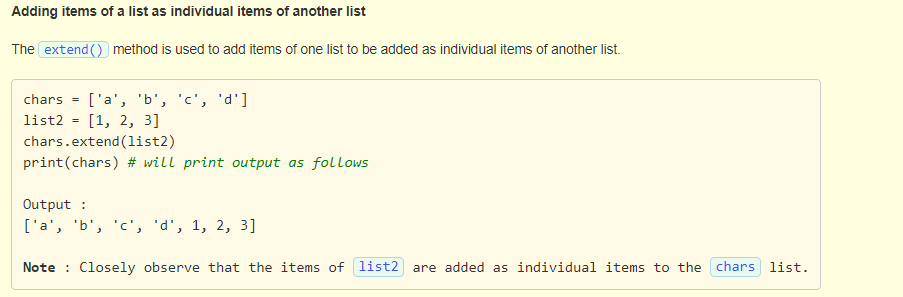 Adding items of a list as individual items of another list
The extend() method is used to add items of one list to be added as individual items of another list.
chars = ['a', 'b', 'c', 'd']
list2 = [1, 2, 3]
chars.extend(list2)
print(chars) # will print output as follows
Output :
['a', 'b', 'c', 'd', 1, 2, 3]
Note : Closely observe that the items of list2 are added as individual items to the chars list.